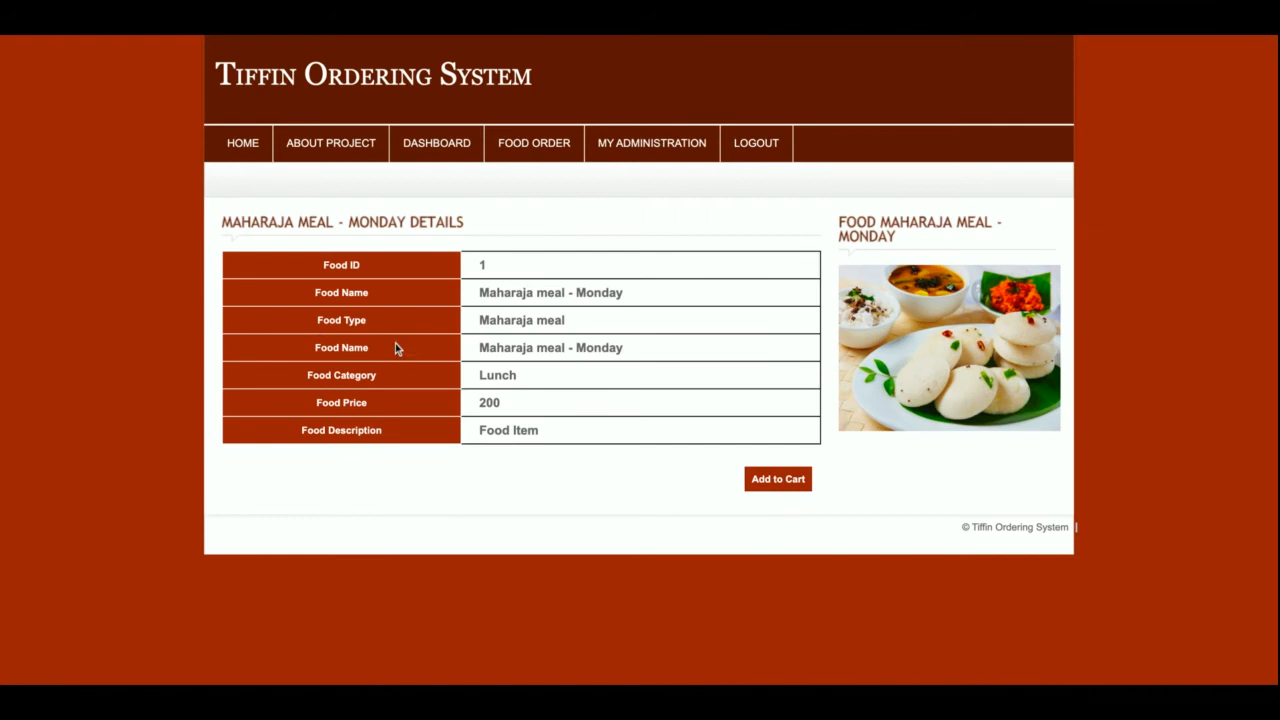 Tiffin Ordering System
HOME ABOUT PROJECT DASHBOARD FOOD ORDER MY ADMINISTRATION LOGOUT
MAHARAJA MEAL - MONDAY DETAILS
Food ID 1
Food Name Maharaja meal - Monday
Food Type Maharaja meal
Food Name Maharaja meal - Monday
Food Category Lunch
Food Price 200
Food Description Food Item
Add to Cart
FOOD MAHARAJA MEAL -
MONDAY
© Tiffin Ordering System |